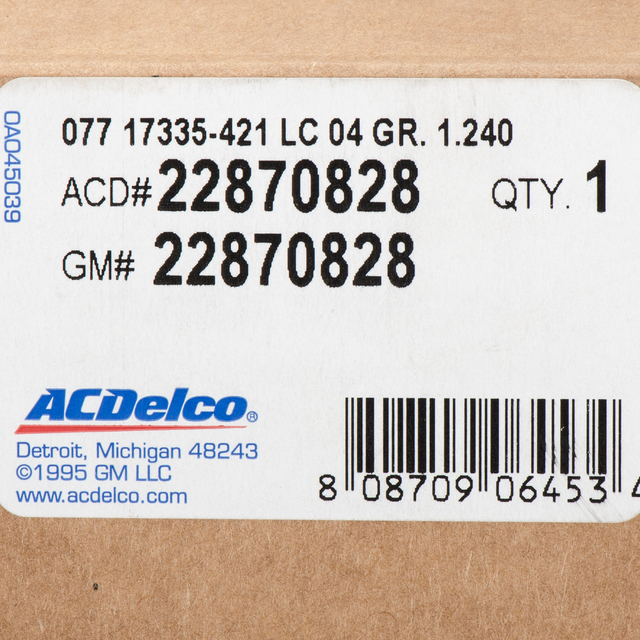 0A045039
077 17335-421 LC 04 GR. 1.240
ACD# 22870828 QTY. 1
GM# 22870828
ACDelco®
Detroit, Michigan 48243
©1995 GM LLC
www.acdelco.com
8 08709 06453 4